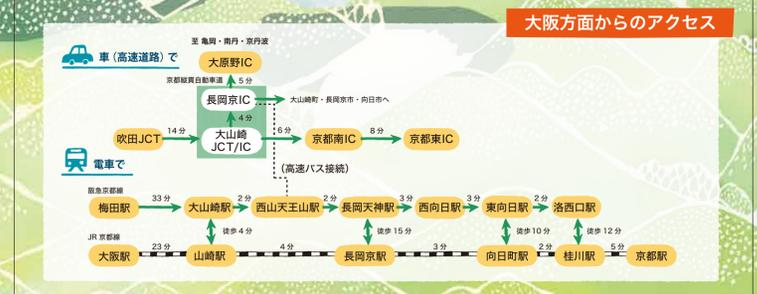 大阪方面からのアクセス
車(高速道路)で
至 亀岡・南丹・京丹波
大原野IC
京都縦貫自動車道
5分
長岡京IC
大山崎町・長岡京市・向日市へ
4分
吹田JCT
14分
大山崎
JCT/IC
6分
京都南IC
8分
京都東IC
電車で
(高速バス接続)
阪急京都線
梅田駅
33分
大山崎駅
2分
西山天王山駅
2分
長岡天神駅
3分
西向日駅
3分
東向日駅
2分
洛西口駅
徒歩4分
徒歩15分
徒歩10分
徒歩12分
JR京都線
大阪駅
23分
山崎駅
4分
長岡京駅
3分
向日町駅
2分
桂川駅
5分
京都駅